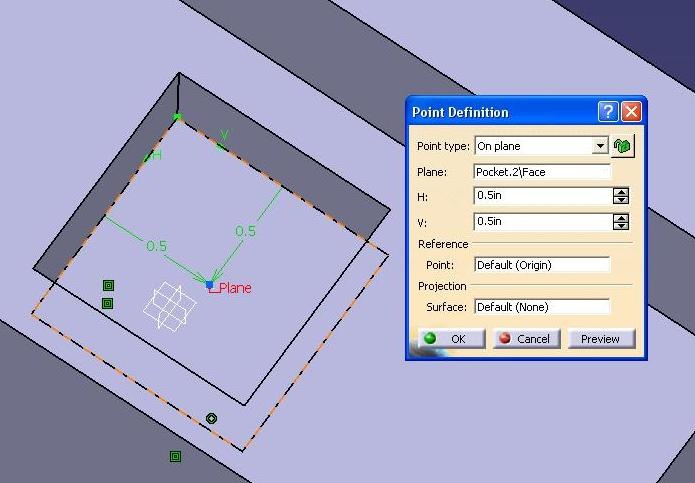 Point Definition
Point type: On plane
Plane: Pocket.2\Face
H: 0.5in
V: 0.5in
Reference
Point: Default (Origin)
Projection
Surface: Default (None)
OK Cancel Preview
V
H
0.5
0.5
Plane